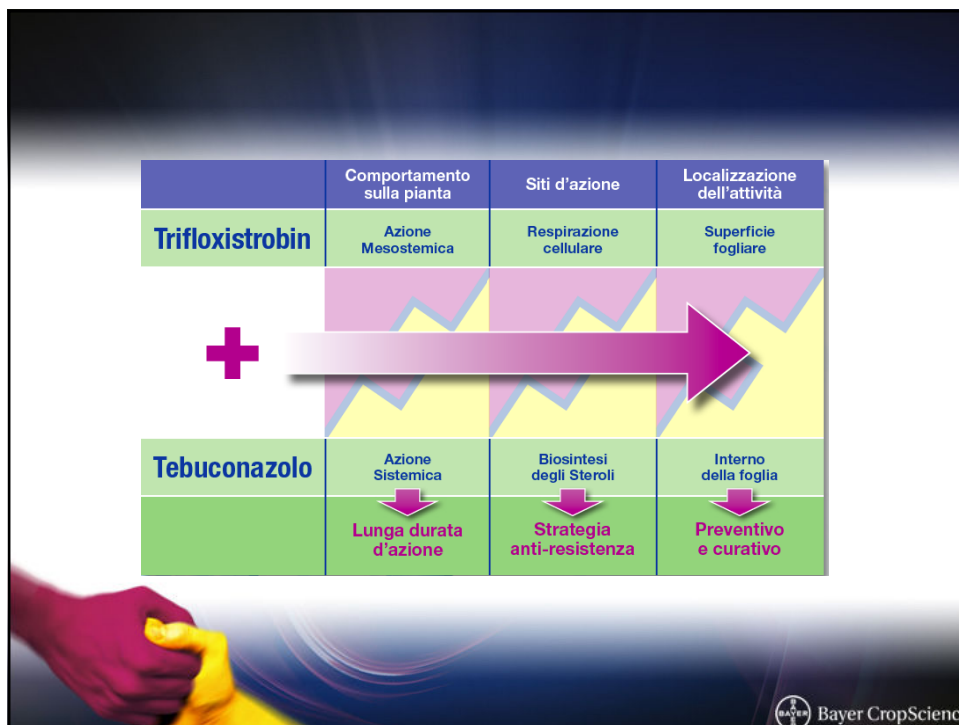 Comportamento
sulla pianta
Siti d'azione
Localizzazione
dell'attività
Trifloxistrobin
Azione
Mesostemica
Respirazione
cellulare
Superficie
fogliare
+
Tebuconazolo
Azione
Sistemica
Biosintesi
degli Steroli
Interno
della foglia
Lunga durata
d'azione
Strategia
anti-resistenza
Preventivo
e curativo
BAYER Bayer CropScienc